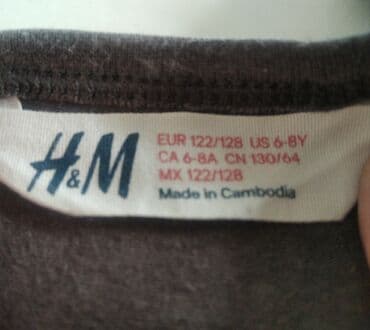 H&M
EUR 122/128 US 6-8Y
CA 6-8A CN 130/64
MX 122/128
Made in Cambodia